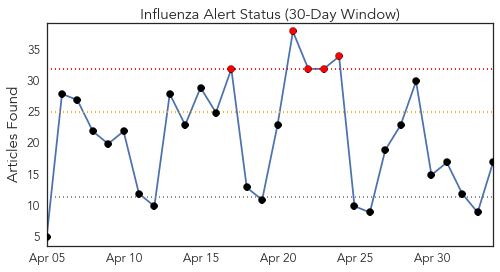 Influenza Alert Status (30-Day Window)
Articles Found
35
30
25
20
15
10
5
Apr 05 Apr 10 Apr 15 Apr 20 Apr 25 Apr 30